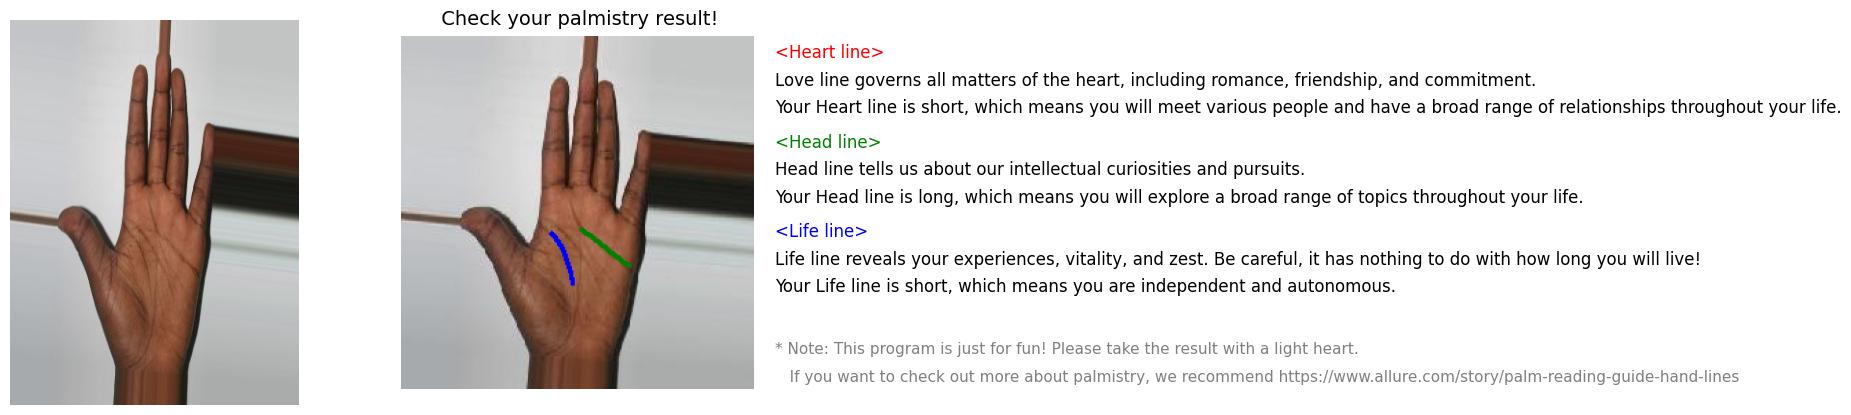 Check your palmistry result!
<Heart line>
Love line governs all matters of the heart, including romance, friendship, and commitment.
Your Heart line is short, which means you will meet various people and have a broad range of relationships throughout your life.
<Head line>
Head line tells us about our intellectual curiosities and pursuits.
Your Head line is long, which means you will explore a broad range of topics throughout your life.
<Life line>
Life line reveals your experiences, vitality, and zest. Be careful, it has nothing to do with how long you will live!
Your Life line is short, which means you are independent and autonomous.
* Note: This program is just for fun! Please take the result with a light heart.
If you want to check out more about palmistry, we recommend https://www.allure.com/story/palm-reading-guide-hand-lines